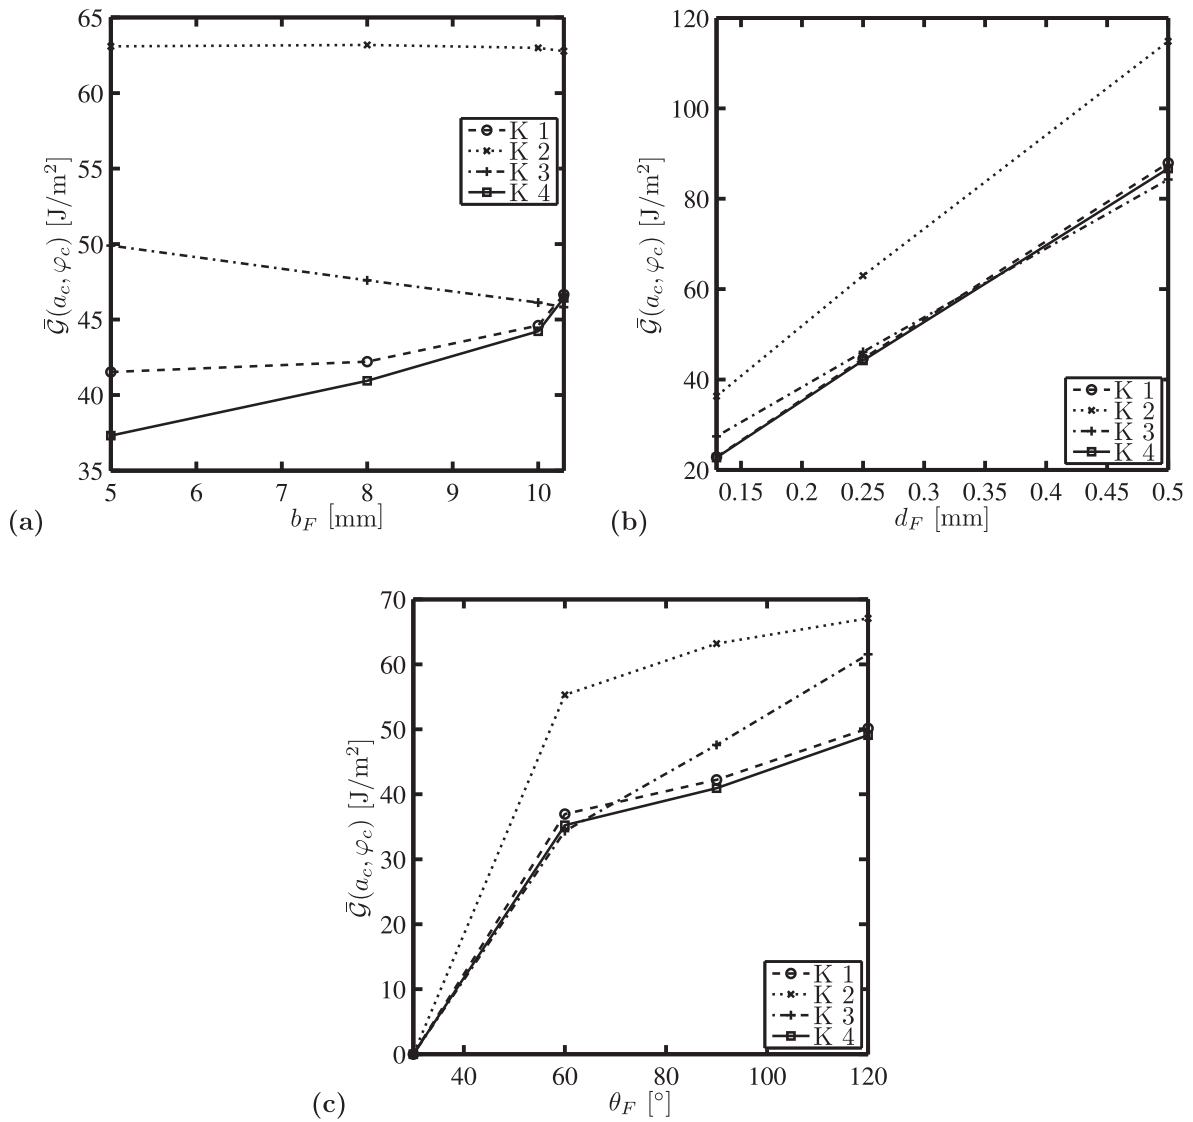 65
60
55
50
45
40
35
5 6 7 8 9 10
b_F [mm]
𝒢̄(a_c, φ_c) [J/m²]
K 1
K 2
K 3
K 4
(a)
120
100
80
60
40
20
0.15 0.2 0.25 0.3 0.35 0.4 0.45 0.5
d_F [mm]
𝒢̄(a_c, φ_c) [J/m²]
K 1
K 2
K 3
K 4
(b)
70
60
50
40
30
20
10
0
40 60 80 100 120
θ_F [°]
𝒢̄(a_c, φ_c) [J/m²]
K 1
K 2
K 3
K 4
(c)